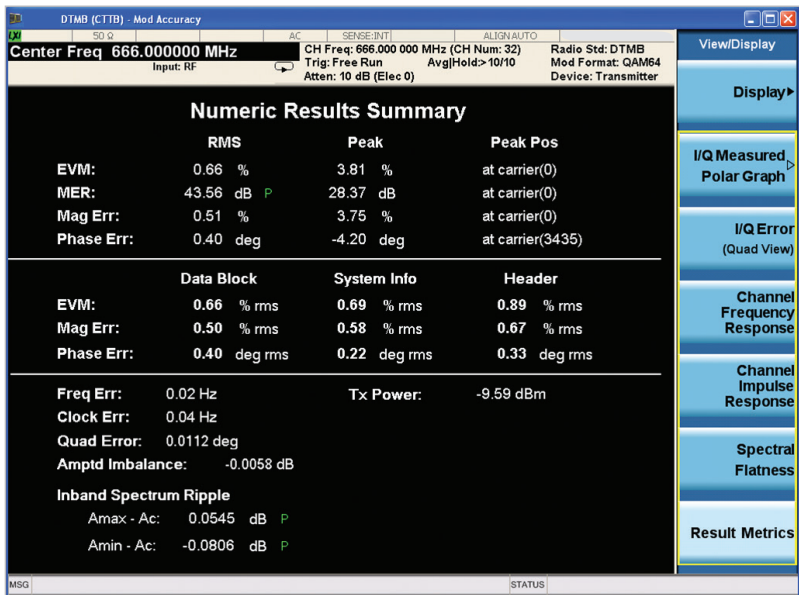 DTMB (CTTB) - Mod Accuracy
LXI 50 Ω AC SENSE:INT ALIGN AUTO
Center Freq 666.000000 MHz
Input: RF
CH Freq: 666.000 000 MHz (CH Num: 32)
Trig: Free Run Avg|Hold:> 10/10
Atten: 10 dB (Elec 0)
Radio Std: DTMB
Mod Format: QAM64
Device: Transmitter
Numeric Results Summary
RMS Peak Peak Pos
EVM: 0.66 % 3.81 % at carrier(0)
MER: 43.56 dB P 28.37 dB at carrier(0)
Mag Err: 0.51 % 3.75 % at carrier(0)
Phase Err: 0.40 deg -4.20 deg at carrier(3435)
Data Block System Info Header
EVM: 0.66 % rms 0.69 % rms 0.89 % rms
Mag Err: 0.50 % rms 0.58 % rms 0.67 % rms
Phase Err: 0.40 deg rms 0.22 deg rms 0.33 deg rms
Freq Err: 0.02 Hz Tx Power: -9.59 dBm
Clock Err: 0.04 Hz
Quad Error: 0.0112 deg
Amptd Imbalance: -0.0058 dB
Inband Spectrum Ripple
Amax - Ac: 0.0545 dB P
Amin - Ac: -0.0806 dB P
MSG STATUS
View/Display
Display
I/Q Measured
Polar Graph
I/Q Error
(Quad View)
Channel
Frequency
Response
Channel
Impulse
Response
Spectral
Flatness
Result Metrics